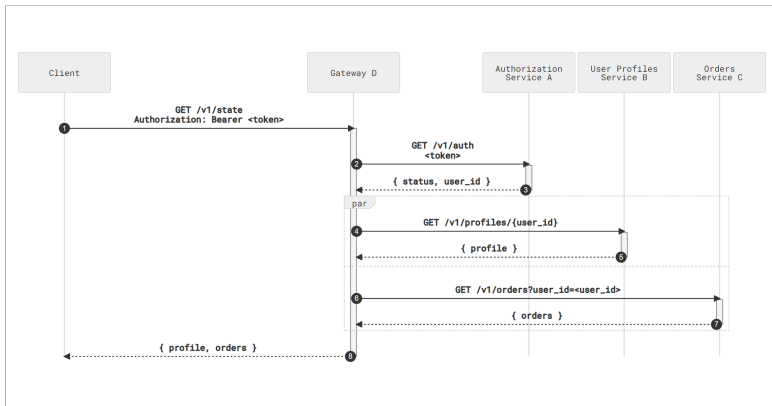 Client
Gateway D
Authorization
Service A
User Profiles
Service B
Orders
Service C
GET /v1/state
Authorization: Bearer <token>
1
GET /v1/auth
<token>
2
{ status, user_id }
3
par
GET /v1/profiles/{user_id}
4
{ profile }
5
GET /v1/orders?user_id=<user_id>
6
{ orders }
7
{ profile, orders }
8